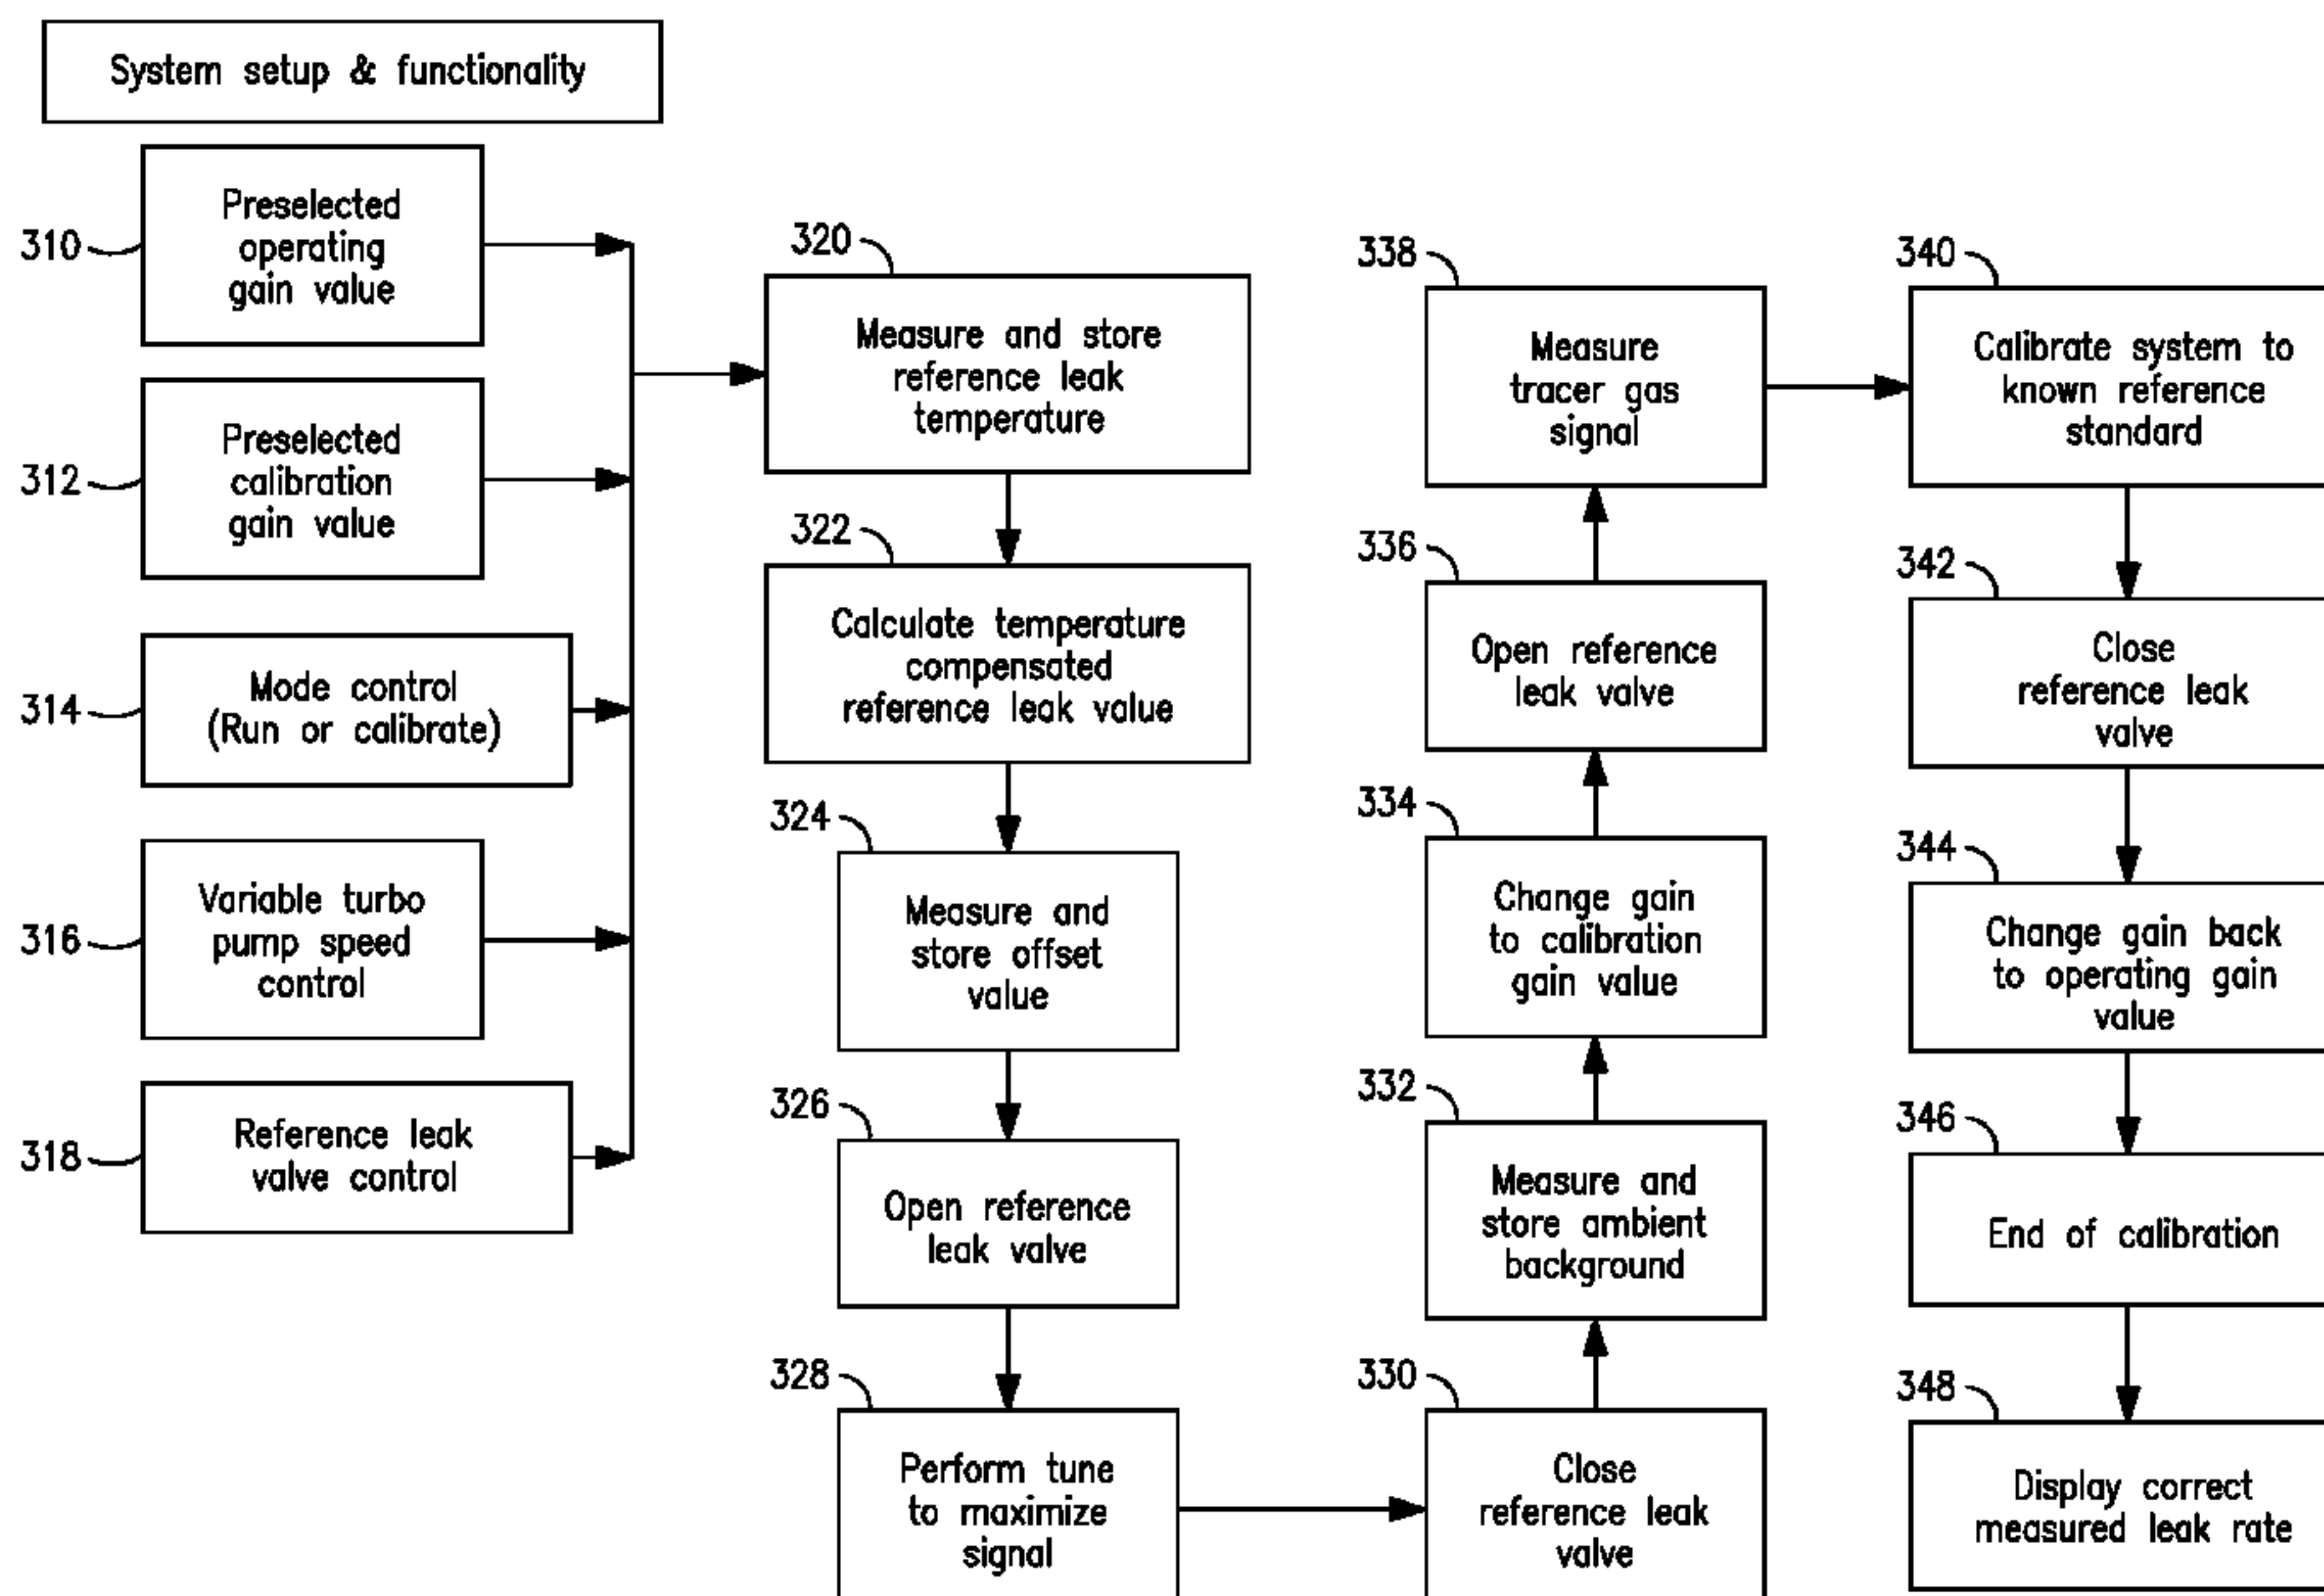 System setup & functionality
310
Preselected
operating
gain value
312
Preselected
calibration
gain value
314
Mode control
(Run or calibrate)
316
Variable turbo
pump speed
control
318
Reference leak
valve control
320
Measure and store
reference leak
temperature
322
Calculate temperature
compensated
reference leak value
324
Measure and
store offset
value
326
Open reference
leak valve
328
Perform tune
to maximize
signal
330
Close
reference leak
valve
332
Measure and
store ambient
background
334
Change gain
to calibration
gain value
336
Open reference
leak valve
338
Measure
tracer gas
signal
340
Calibrate system to
known reference
standard
342
Close
reference leak
valve
344
Change gain back
to operating gain
value
346
End of calibration
348
Display correct
measured leak rate